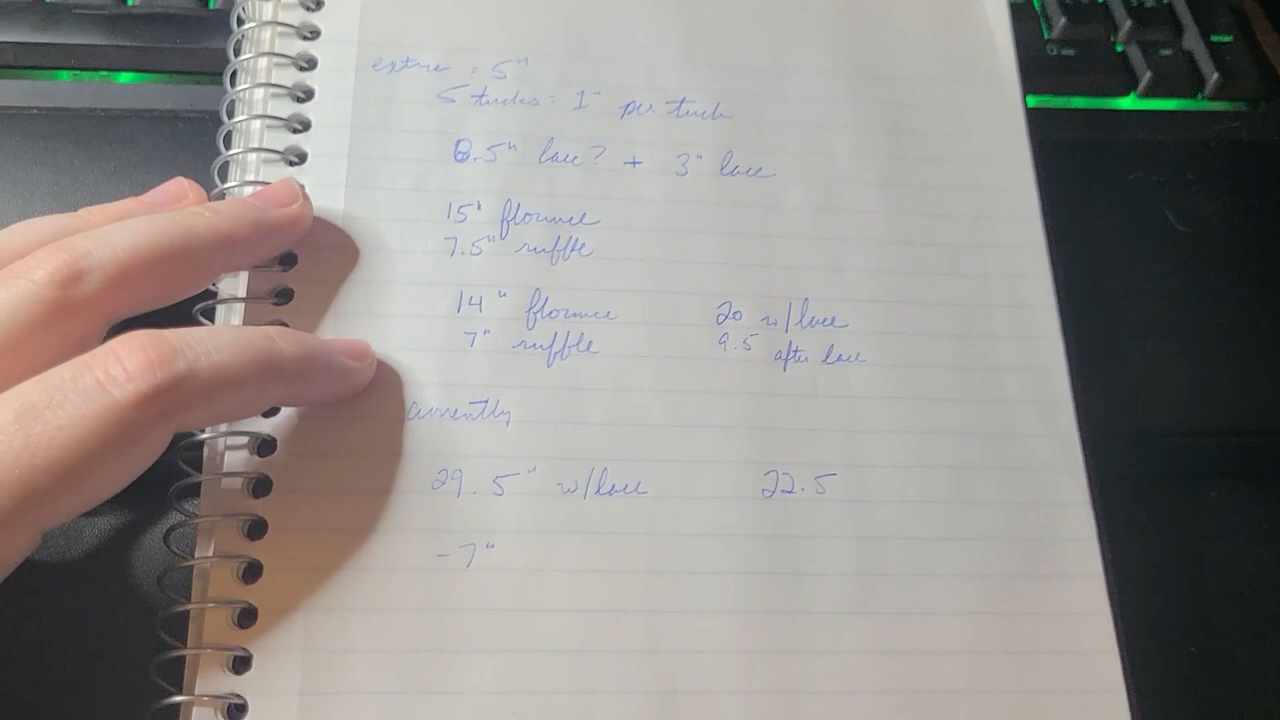 extra = 5"
5 tucks = 1" per tuck
8.5" lace? + 3" lace
15" flounce
7.5" ruffle
14" flounce 20 w/lace
7" ruffle 9.5 after lace
currently
29.5" w/lace 22.5
-7"